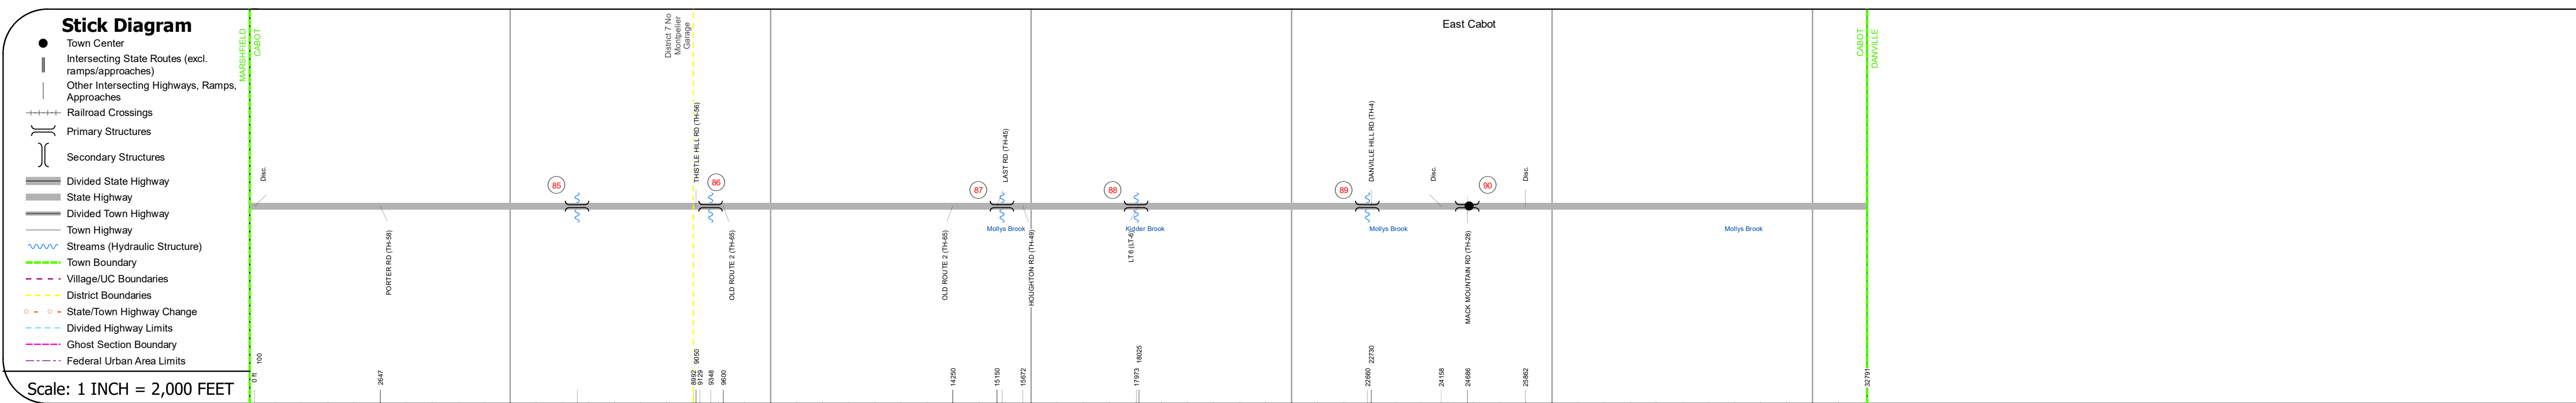 Stick Diagram
Town Center
Intersecting State Routes (excl.
ramps/approaches)
Other Intersecting Highways, Ramps,
Approaches
Railroad Crossings
Primary Structures
Secondary Structures
Divided State Highway
State Highway
Divided Town Highway
Town Highway
Streams (Hydraulic Structure)
Town Boundary
Village/UC Boundaries
District Boundaries
State/Town Highway Change
Divided Highway Limits
Ghost Section Boundary
Federal Urban Area Limits
Scale: 1 INCH = 2,000 FEET
MARSHFIELD
CABOT
District 7 No
Montpelier
Garage
East Cabot
CABOT
DANVILLE
Disc.
PORTER RD (TH-58)
85
THISTLE HILL RD (TH-56)
86
OLD ROUTE 2 (TH-65)
OLD ROUTE 2 (TH-65)
87
LAST RD (TH-45)
Mollys Brook
HOUGHTON RD (TH-49)
88
Kidder Brook
LT 6 (LT-6)
89
DANVILLE HILL RD (TH-4)
Mollys Brook
Disc.
90
MACK MOUNTAIN RD (TH-28)
Disc.
Mollys Brook
0 ft
100
2647
8992
9050
9129
9348
9600
14250
15150
15672
17973
18025
22660
22730
24158
24686
25862
32791